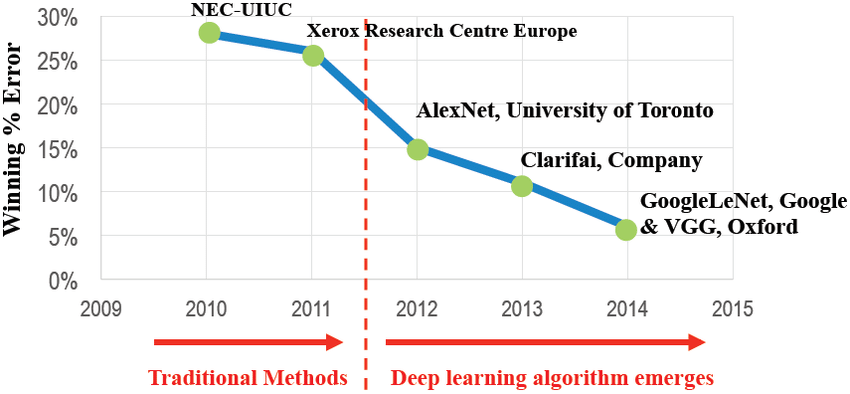 NEC-UIUC
Xerox Research Centre Europe
AlexNet, University of Toronto
Clarifai, Company
GoogleLeNet, Google
& VGG, Oxford
Winning % Error
30%
25%
20%
15%
10%
5%
0%
2009 2010 2011 2012 2013 2014 2015
Traditional Methods Deep learning algorithm emerges